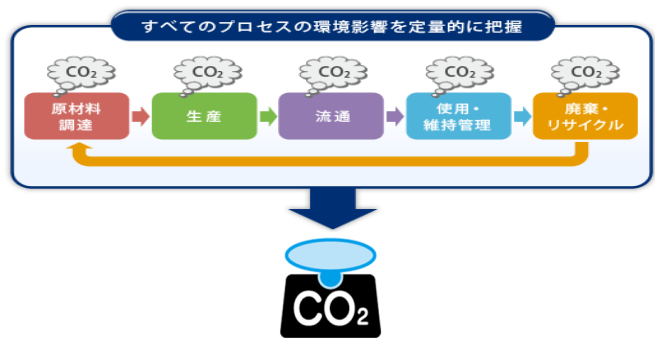 すべてのプロセスの環境影響を定量的に把握
CO₂
CO₂
CO₂
CO₂
CO₂
原材料
調達
生産
流通
使用・
維持管理
廃棄・
リサイクル
CO₂